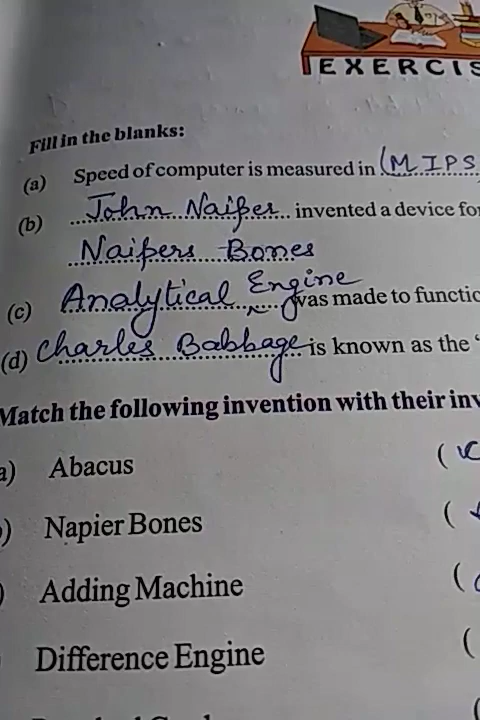 EXERCIS
Fill in the blanks:
(a) Speed of computer is measured in (M.I.P.S
(b) John Naiper invented a device for
Naipers Bones
(c) Analytical Engine was made to functio
(d) Charles Babbage is known as the '
Match the following invention with their inv
a) Abacus (
) Napier Bones (
) Adding Machine (
Difference Engine (